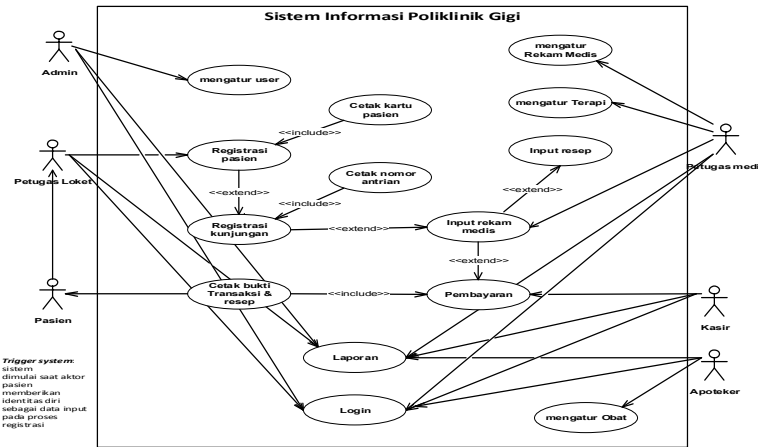 Sistem Informasi Poliklinik Gigi
Admin
mengatur user
mengatur
Rekam Medis
mengatur Terapi
Cetak kartu
pasien
<<include>>
Petugas Loket
Registrasi
pasien
Input resep
Petugas medi
<<extend>>
Cetak nomor
antrian
<<include>>
<<extend>>
Registrasi
kunjungan
<<extend>>
Input rekam
medis
<<extend>>
Pasien
Cetak bukti
Transaksi &
resep
<<include>>
Pembayaran
Kasir
Laporan
Apoteker
Login
mengatur Obat
Trigger system:
sistem
dimulai saat aktor
pasien
memberikan
identitas diri
sebagai data input
pada proses
registrasi